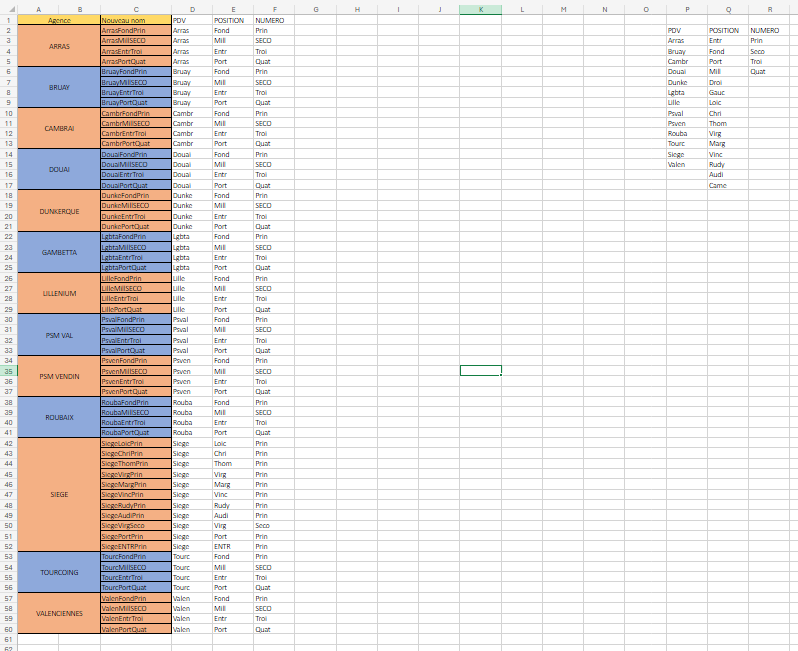 A B C D E F G H I J K L M N O P Q R
1 Agence Nouveau nom PDV POSITION NUMERO
2 ArrasFondPrin Arras Fond Prin PDV POSITION NUMERO
3 ARRAS ArrasMillSECO Arras Mill SECO Arras Entr Prin
4 ArrasEntrTroi Arras Entr Troi Bruay Fond Seco
5 ArrasPortQuat Arras Port Quat Cambr Port Troi
6 BruayFondPrin Bruay Fond Prin Douai Mill Quat
7 BRUAY BruayMillSECO Bruay Mill SECO Dunke Droi
8 BruayEntrTroi Bruay Entr Troi Lgbta Gauc
9 BruayPortQuat Bruay Port Quat Lille Loic
10 CambrFondPrin Cambr Fond Prin Psval Chri
11 CAMBRAI CambrMillSECO Cambr Mill SECO Psven Thom
12 CambrEntrTroi Cambr Entr Troi Rouba Virg
13 CambrPortQuat Cambr Port Quat Tourc Marg
14 DouaiFondPrin Douai Fond Prin Siege Vinc
15 DOUAI DouaiMillSECO Douai Mill SECO Valen Rudy
16 DouaiEntrTroi Douai Entr Troi Audi
17 DouaiPortQuat Douai Port Quat Came
18 DunkeFondPrin Dunke Fond Prin
19 DUNKERQUE DunkeMillSECO Dunke Mill SECO
20 DunkeEntrTroi Dunke Entr Troi
21 DunkePortQuat Dunke Port Quat
22 LgbtaFondPrin Lgbta Fond Prin
23 GAMBETTA LgbtaMillSECO Lgbta Mill SECO
24 LgbtaEntrTroi Lgbta Entr Troi
25 LgbtaPortQuat Lgbta Port Quat
26 LilleFondPrin Lille Fond Prin
27 LILLENIUM LilleMillSECO Lille Mill SECO
28 LilleEntrTroi Lille Entr Troi
29 LillePortQuat Lille Port Quat
30 PsvalFondPrin Psval Fond Prin
31 PSM VAL PsvalMillSECO Psval Mill SECO
32 PsvalEntrTroi Psval Entr Troi
33 PsvalPortQuat Psval Port Quat
34 PsvenFondPrin Psven Fond Prin
35 PSM VENDIN PsvenMillSECO Psven Mill SECO
36 PsvenEntrTroi Psven Entr Troi
37 PsvenPortQuat Psven Port Quat
38 RoubaFondPrin Rouba Fond Prin
39 ROUBAIX RoubaMillSECO Rouba Mill SECO
40 RoubaEntrTroi Rouba Entr Troi
41 RoubaPortQuat Rouba Port Quat
42 SiegeLoicPrin Siege Loic Prin
43 SiegeChriPrin Siege Chri Prin
44 SiegeThomPrin Siege Thom Prin
45 SiegeVirgPrin Siege Virg Prin
46 SiegeMargPrin Siege Marg Prin
47 SIEGE SiegeVincPrin Siege Vinc Prin
48 SiegeRudyPrin Siege Rudy Prin
49 SiegeAudiPrin Siege Audi Prin
50 SiegeVirgSeco Siege Virg Seco
51 SiegePortPrin Siege Port Prin
52 SiegeENTRPrin Siege ENTR Prin
53 TourcFondPrin Tourc Fond Prin
54 TOURCOING TourcMillSECO Tourc Mill SECO
55 TourcEntrTroi Tourc Entr Troi
56 TourcPortQuat Tourc Port Quat
57 ValenFondPrin Valen Fond Prin
58 VALENCIENNES ValenMillSECO Valen Mill SECO
59 ValenEntrTroi Valen Entr Troi
60 ValenPortQuat Valen Port Quat
61
62